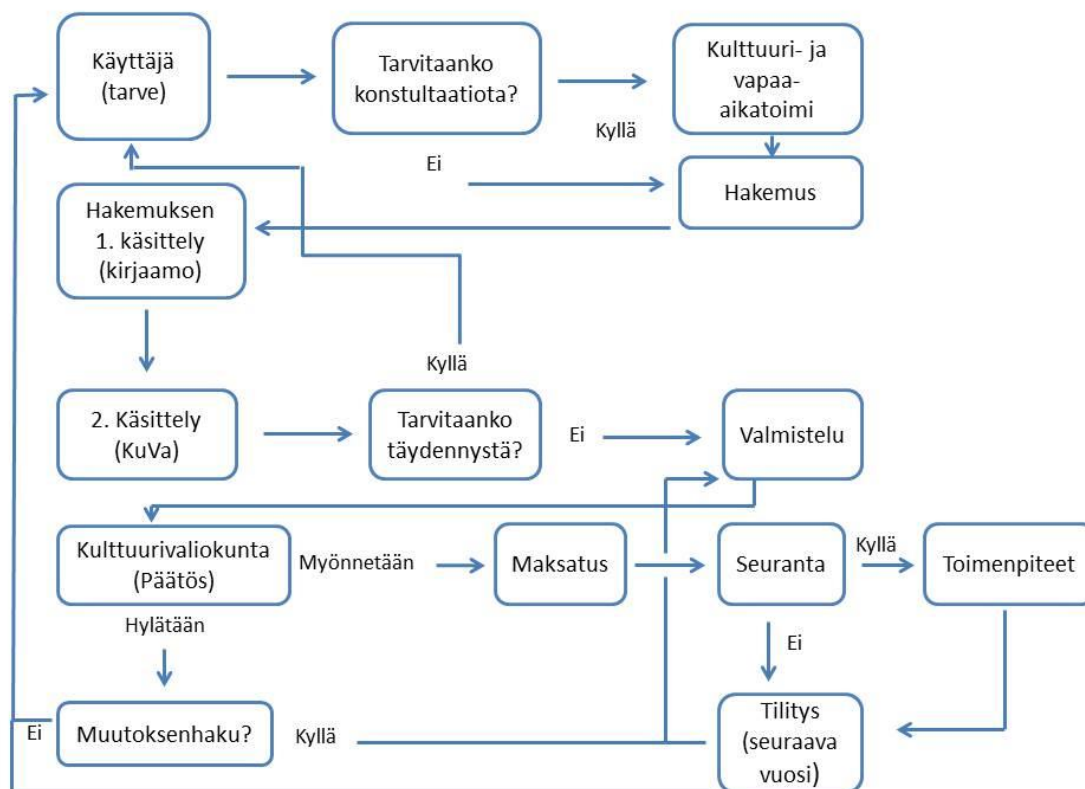 Käyttäjä
(tarve)
Tarvitaanko
konstultaatiota?
Kulttuuri- ja
vapaa-
aikatoimi
Kyllä
Ei
Hakemus
Hakemuksen
1. käsittely
(kirjaamo)
Kyllä
2. Käsittely
(KuVa)
Tarvitaanko
täydennystä?
Ei
Valmistelu
Kulttuurivaliokunta
(Päätös)
Myönnetään
Maksatus
Seuranta
Kyllä
Toimenpiteet
Hylätään
Ei
Ei
Muutoksenhaku?
Kyllä
Tilitys
(seuraava
vuosi)